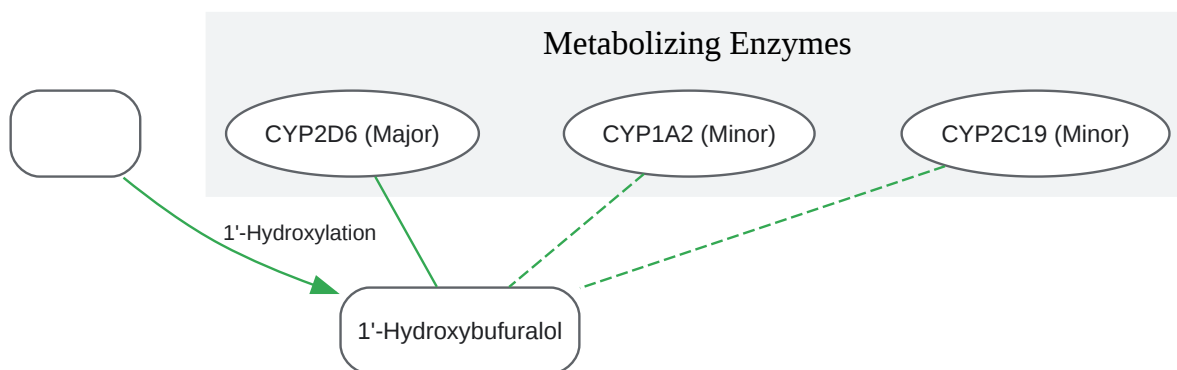 Metabolizing Enzymes
CYP2D6 (Major)
CYP1A2 (Minor)
CYP2C19 (Minor)
1'-Hydroxylation
1'-Hydroxybufuralol